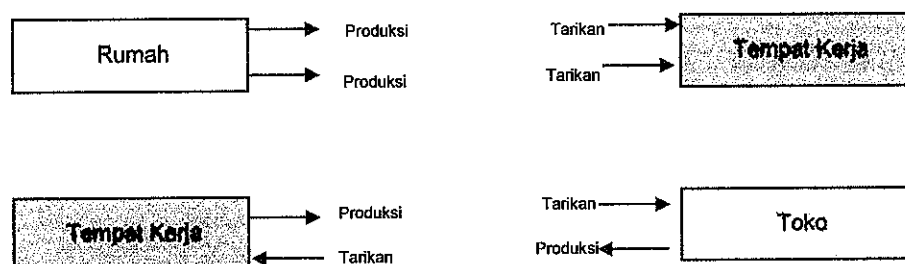 Rumah
Produksi
Produksi
Tarikan
Tarikan
Tempat Kerja
Tempat Kerja
Produksi
Tarikan
Tarikan
Produksi
Toko